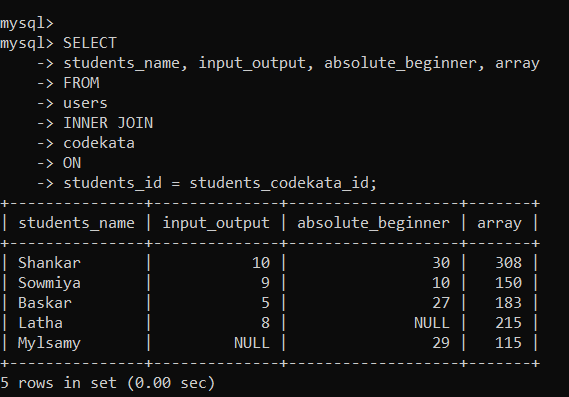 mysql>
mysql> SELECT
    -> students_name, input_output, absolute_beginner, array
    -> FROM
    -> users
    -> INNER JOIN
    -> codekata
    -> ON
    -> students_id = students_codekata_id;
+---------------+--------------+-------------------+-------+
| students_name | input_output | absolute_beginner | array |
+---------------+--------------+-------------------+-------+
| Shankar       |           10 |                30 |   308 |
| Sowmiya       |            9 |                10 |   150 |
| Baskar        |            5 |                27 |   183 |
| Latha         |            8 |              NULL |   215 |
| Mylsamy       |         NULL |                29 |   115 |
+---------------+--------------+-------------------+-------+
5 rows in set (0.00 sec)